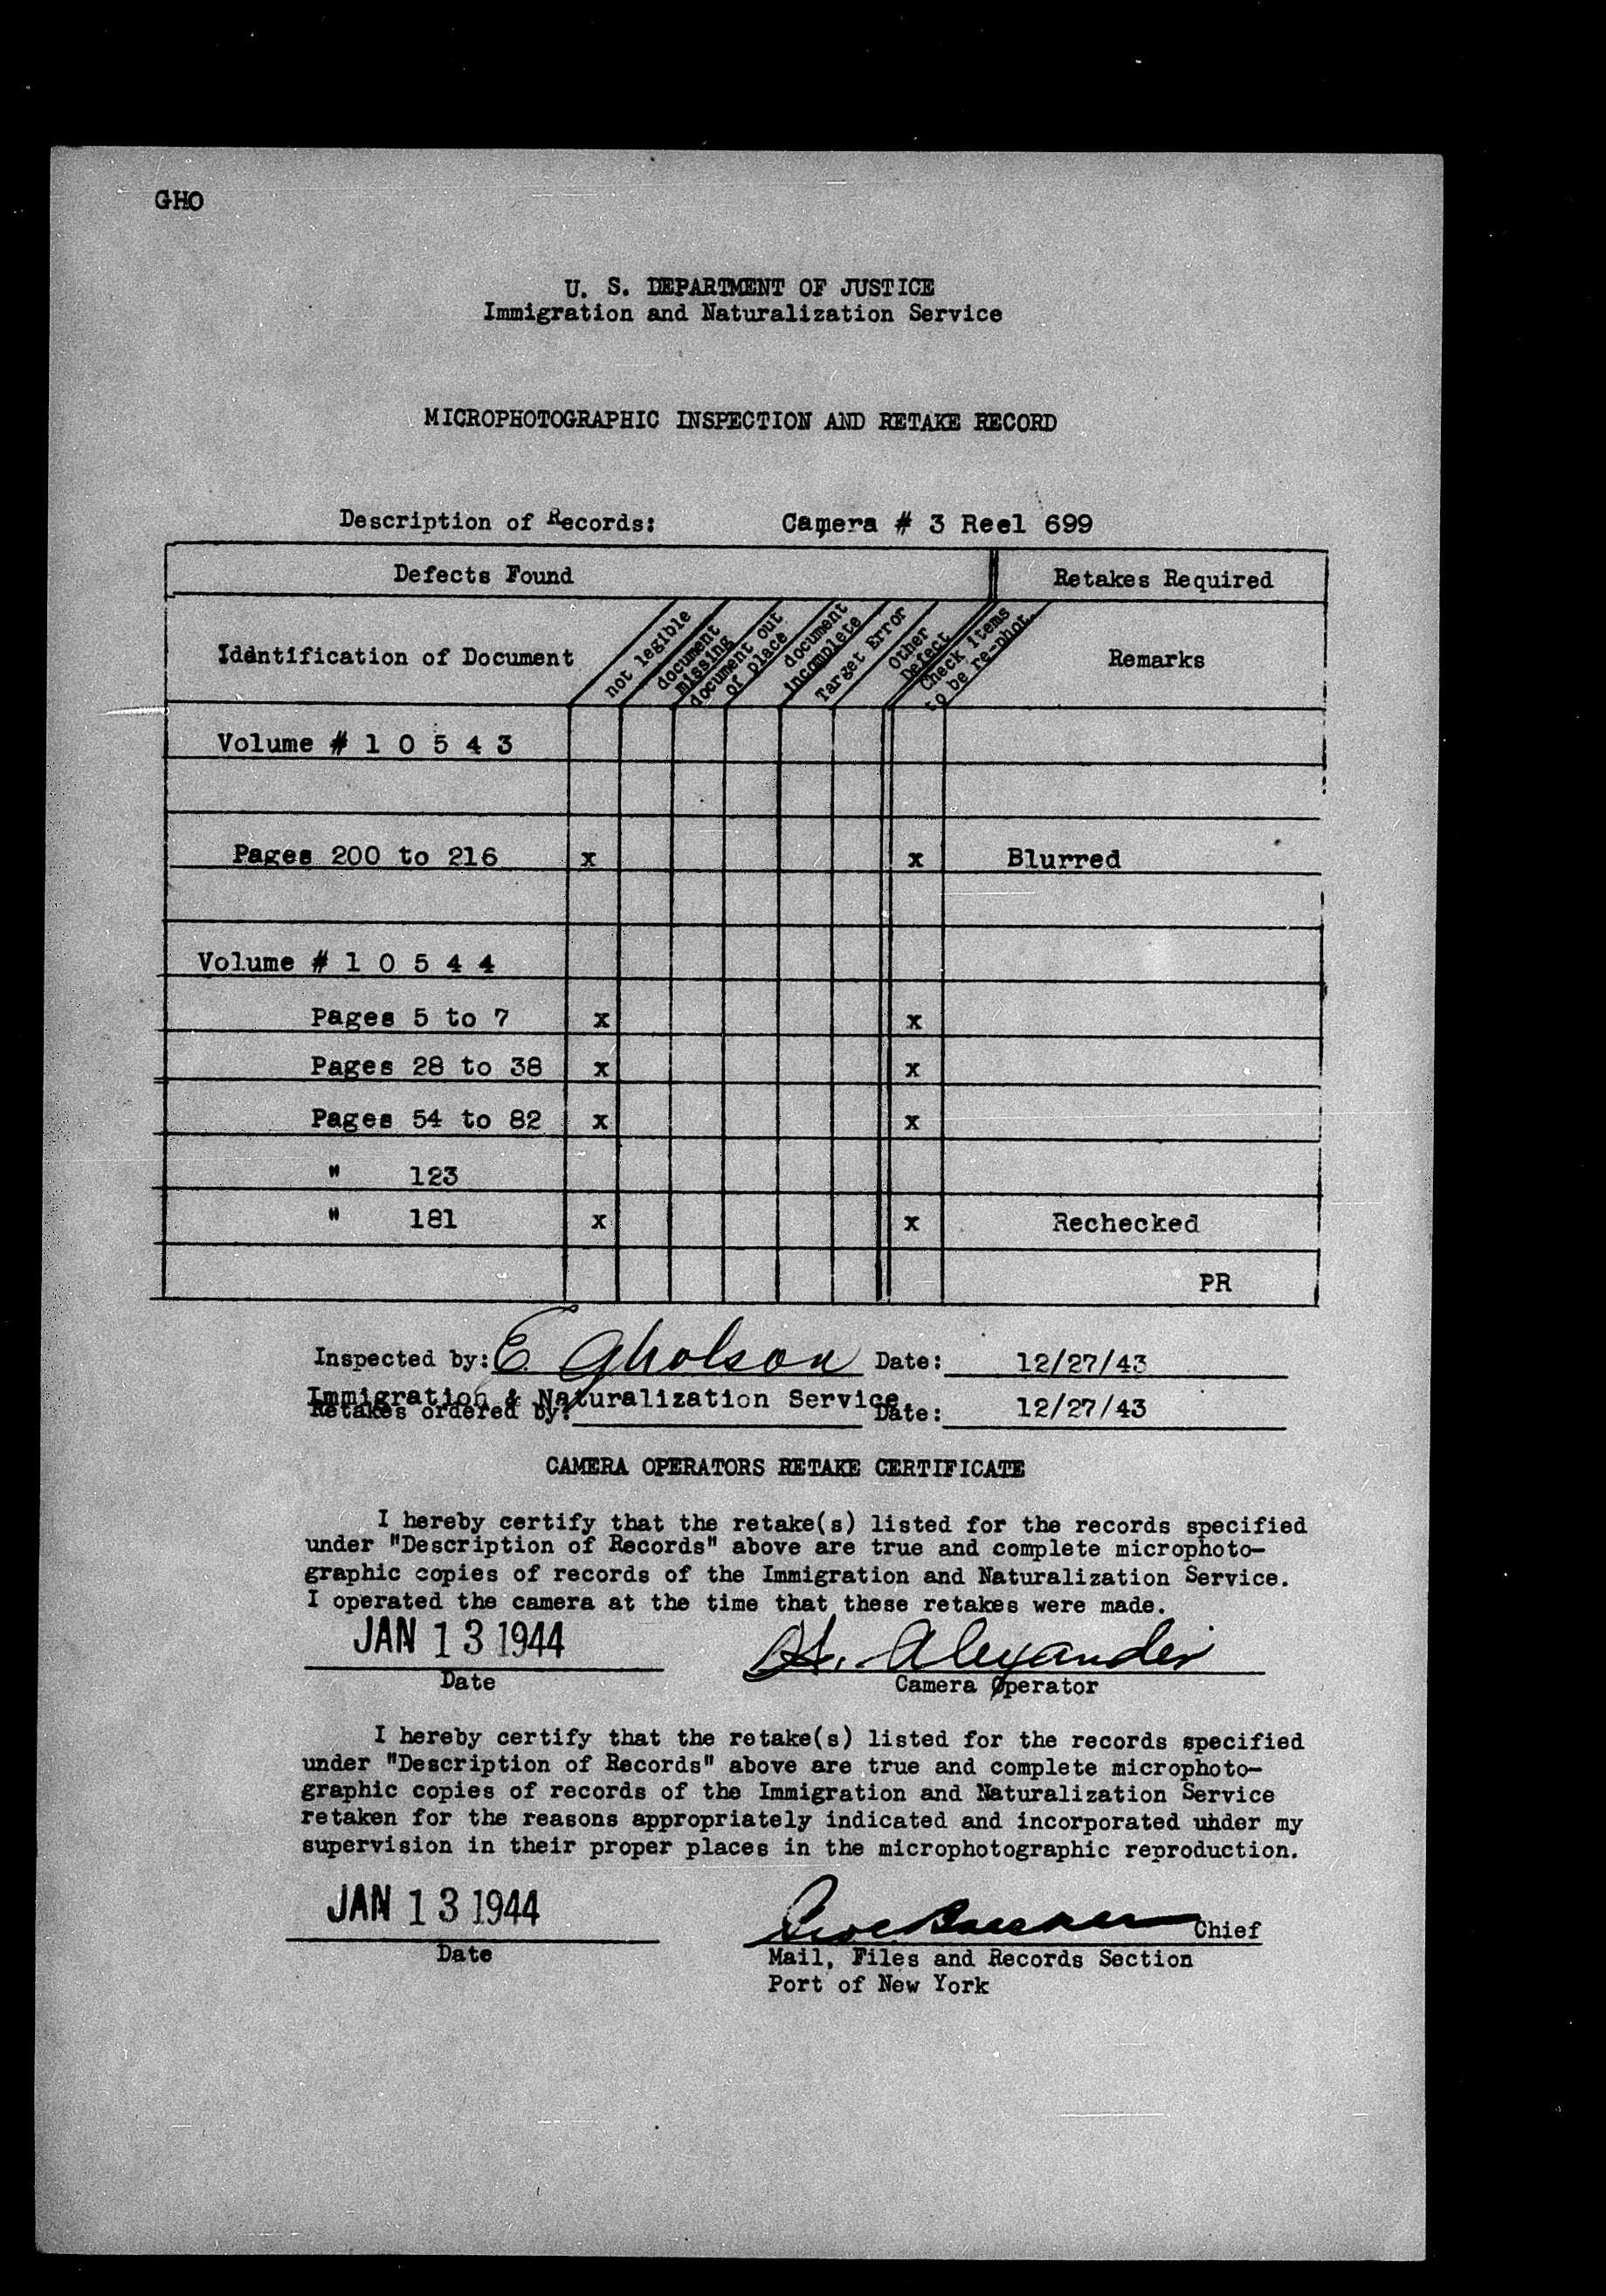 GHO
U. S. DEPARTMENT OF JUSTICE
Immigration and Naturalization Service
MICROPHOTOGRAPHIC INSPECTION AND RETAKE RECORD
Description of Records: Camera # 3 Reel 699
Defects Found Retakes Required
Identification of Document not legible document missing document out of place document incomplete Target Error Other Defect Check items to be re-phot. Remarks
Volume # 1 0 5 4 3
Pages 200 to 216 x x Blurred
Volume # 1 0 5 4 4
Pages 5 to 7 x x
Pages 28 to 38 x x
Pages 54 to 82 x x
" 123
" 181 x x Rechecked
PR
Inspected by: E Gholson Date: 12/27/43
Immigration & Naturalization Service
Retakes ordered by: Date: 12/27/43
CAMERA OPERATORS RETAKE CERTIFICATE
I hereby certify that the retake(s) listed for the records specified
under "Description of Records" above are true and complete microphoto-
graphic copies of records of the Immigration and Naturalization Service.
I operated the camera at the time that these retakes were made.
JAN 13 1944 H. Alexander
Date Camera Operator
I hereby certify that the retake(s) listed for the records specified
under "Description of Records" above are true and complete microphoto-
graphic copies of records of the Immigration and Naturalization Service
retaken for the reasons appropriately indicated and incorporated uhder my
supervision in their proper places in the microphotographic reproduction.
JAN 13 1944 Chief
Date Mail, Files and Records Section
Port of New York